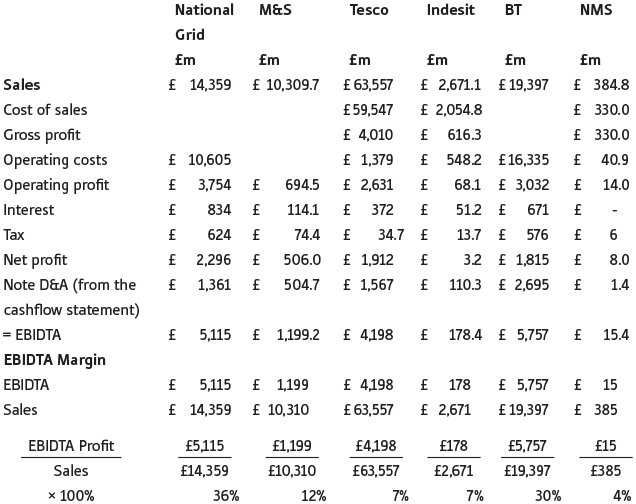 National Grid M&S Tesco Indesit BT NMS
£m £m £m £m £m £m
Sales £ 14,359 £ 10,309.7 £ 63,557 £ 2,671.1 £ 19,397 £ 384.8
Cost of sales £59,547 £ 2,054.8 £ 330.0
Gross profit £ 4,010 £ 616.3 £ 330.0
Operating costs £ 10,605 £ 1,379 £ 548.2 £16,335 £ 40.9
Operating profit £ 3,754 £ 694.5 £ 2,631 £ 68.1 £ 3,032 £ 14.0
Interest £ 834 £ 114.1 £ 372 £ 51.2 £ 671 £ -
Tax £ 624 £ 74.4 £ 34.7 £ 13.7 £ 576 £ 6
Net profit £ 2,296 £ 506.0 £ 1,912 £ 3.2 £ 1,815 £ 8.0
Note D&A (from the £ 1,361 £ 504.7 £ 1,567 £ 110.3 £ 2,695 £ 1.4
cashflow statement)
= EBIDTA £ 5,115 £ 1,199.2 £ 4,198 £ 178.4 £ 5,757 £ 15.4
EBIDTA Margin
EBIDTA £ 5,115 £ 1,199 £ 4,198 £ 178 £ 5,757 £ 15
Sales £ 14,359 £ 10,310 £ 63,557 £ 2,671 £ 19,397 £ 385
EBIDTA Profit £5,115 £1,199 £4,198 £178 £5,757 £15
Sales £14,359 £10,310 £63,557 £2,671 £19,397 £385
× 100% 36% 12% 7% 7% 30% 4%